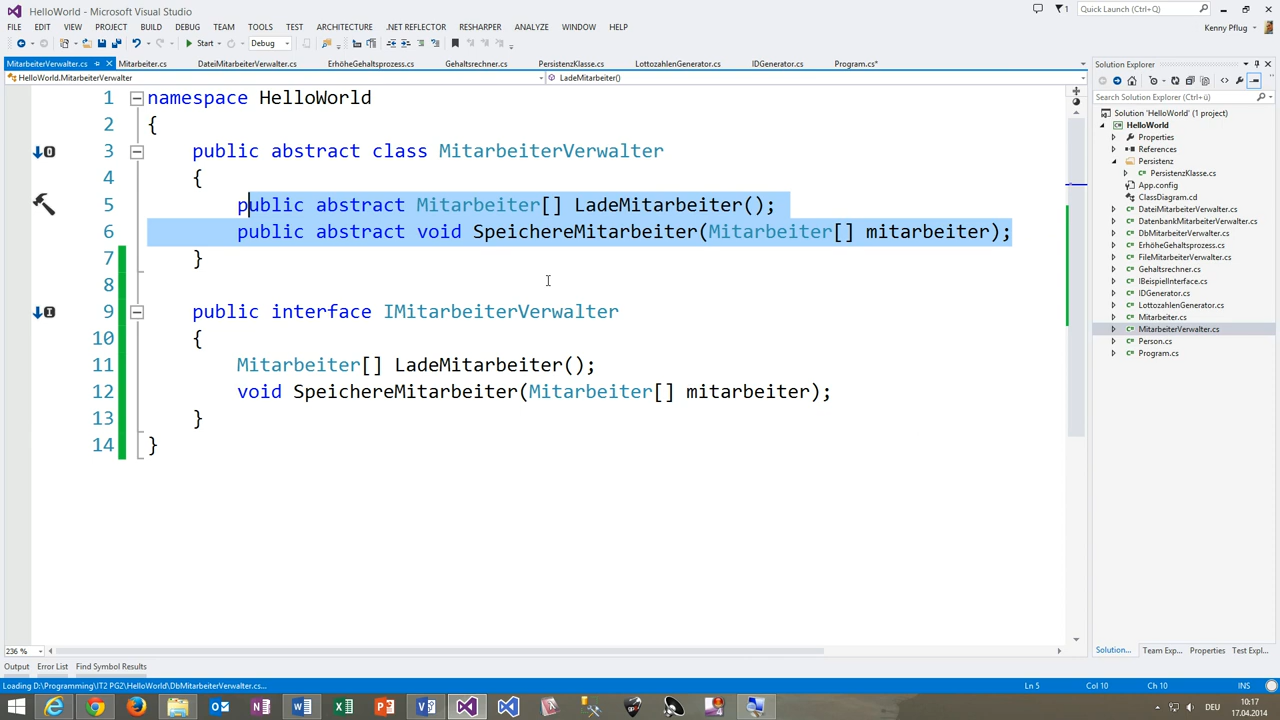 HelloWorld - Microsoft Visual Studio
Quick Launch (Ctrl+Q)
FILE EDIT VIEW PROJECT BUILD DEBUG TEAM TOOLS TEST ARCHITECTURE .NET REFLECTOR RESHARPER ANALYZE WINDOW HELP
Kenny Pflug
Start Debug
MitarbeiterVerwalter.cs Mitarbeiter.cs DateiMitarbeiterVerwalter.cs ErhöheGehaltsprozess.cs Gehaltsrechner.cs PersistenzKlasse.cs LottozahlenGenerator.cs IDGenerator.cs Program.cs*
HelloWorld.MitarbeiterVerwalter LadeMitarbeiter()
1 namespace HelloWorld
2 {
3 public abstract class MitarbeiterVerwalter
4 {
5 public abstract Mitarbeiter[] LadeMitarbeiter();
6 public abstract void SpeichereMitarbeiter(Mitarbeiter[] mitarbeiter);
7 }
8
9 public interface IMitarbeiterVerwalter
10 {
11 Mitarbeiter[] LadeMitarbeiter();
12 void SpeichereMitarbeiter(Mitarbeiter[] mitarbeiter);
13 }
14 }
Solution Explorer
Search Solution Explorer (Ctrl+ü)
Solution 'HelloWorld' (1 project)
HelloWorld
Properties
References
Persistenz
PersistenzKlasse.cs
App.config
ClassDiagram.cd
DateiMitarbeiterVerwalter.cs
DatenbankMitarbeiterVerwalter.cs
DbMitarbeiterVerwalter.cs
ErhöheGehaltsprozess.cs
FileMitarbeiterVerwalter.cs
Gehaltsrechner.cs
IBeispielInterface.cs
IDGenerator.cs
LottozahlenGenerator.cs
Mitarbeiter.cs
MitarbeiterVerwalter.cs
Person.cs
Program.cs
236 %
Solution... Team Exp... Properties Test Expl...
Output Error List Find Symbol Results
Loading D:\Programming\IT2 PG2\HelloWorld\DbMitarbeiterVerwalter.cs...
Ln 5 Col 10 Ch 10 INS
DEU
10:17
17.04.2014